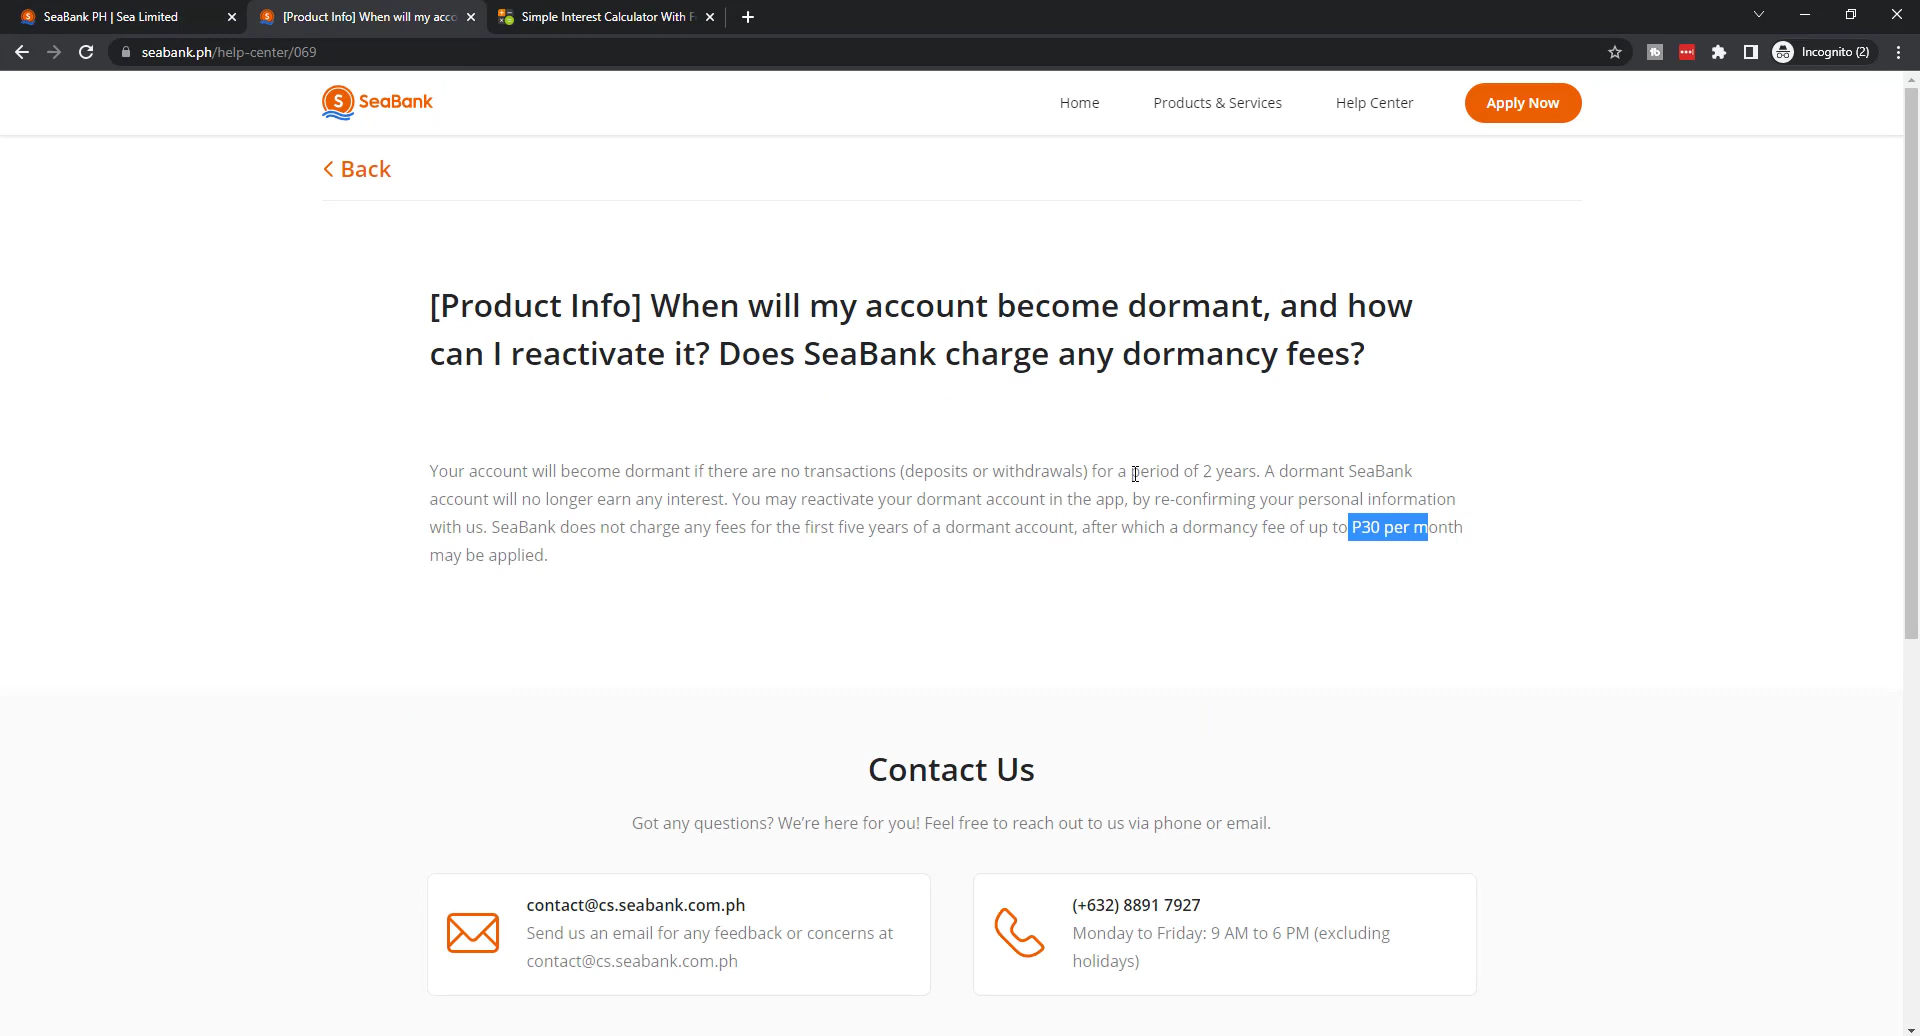 SeaBank PH | Sea Limited
[Product Info] When will my acco
Simple Interest Calculator With F
seabank.ph/help-center/069
Incognito (2)
SeaBank
Home
Products & Services
Help Center
Apply Now
Back
[Product Info] When will my account become dormant, and how
can I reactivate it? Does SeaBank charge any dormancy fees?
Your account will become dormant if there are no transactions (deposits or withdrawals) for a period of 2 years. A dormant SeaBank
account will no longer earn any interest. You may reactivate your dormant account in the app, by re-confirming your personal information
with us. SeaBank does not charge any fees for the first five years of a dormant account, after which a dormancy fee of up to P30 per month
may be applied.
Contact Us
Got any questions? We’re here for you! Feel free to reach out to us via phone or email.
contact@cs.seabank.com.ph
Send us an email for any feedback or concerns at
contact@cs.seabank.com.ph
(+632) 8891 7927
Monday to Friday: 9 AM to 6 PM (excluding
holidays)